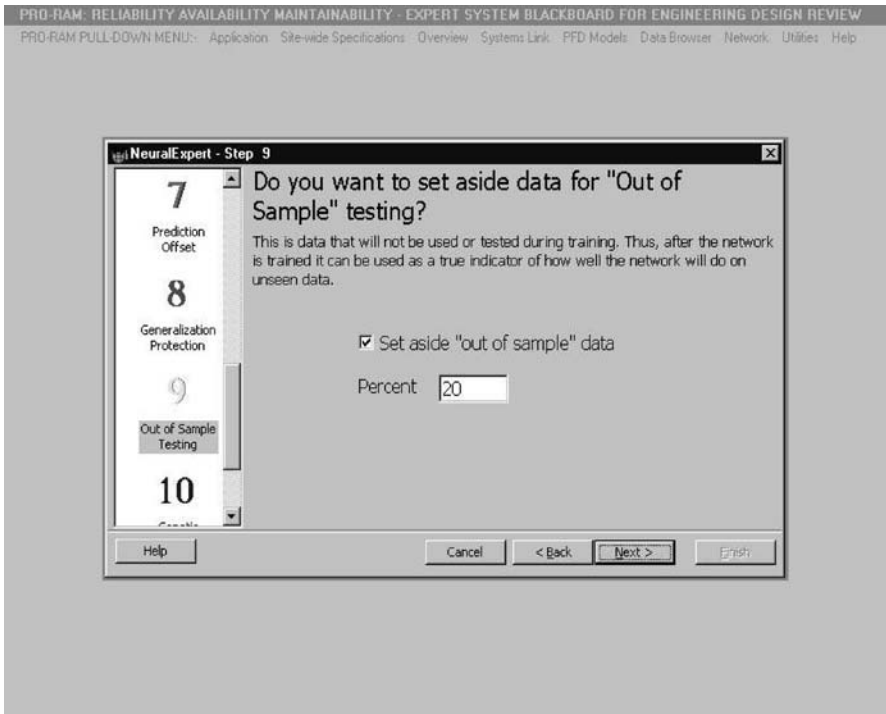 PRO-RAM: RELIABILITY AVAILABILITY MAINTAINABILITY - EXPERT SYSTEM BLACKBOARD FOR ENGINEERING DESIGN REVIEW
PRO-RAM PULL-DOWN MENU:- Application Site-wide Specifications Overview Systems Link PFD Models Data Browser Network Utilities Help
NeuralExpert - Step 9
7
Prediction
Offset
8
Generalization
Protection
9
Out of Sample
Testing
10
Do you want to set aside data for "Out of
Sample" testing?
This is data that will not be used or tested during training. Thus, after the network
is trained it can be used as a true indicator of how well the network will do on
unseen data.
Set aside "out of sample" data
Percent 20
Help Cancel < Back Next > Finish